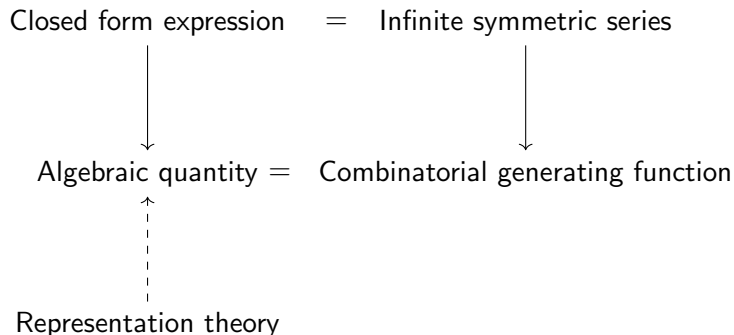 Closed form expression = Infinite symmetric series
Algebraic quantity = Combinatorial generating function
Representation theory